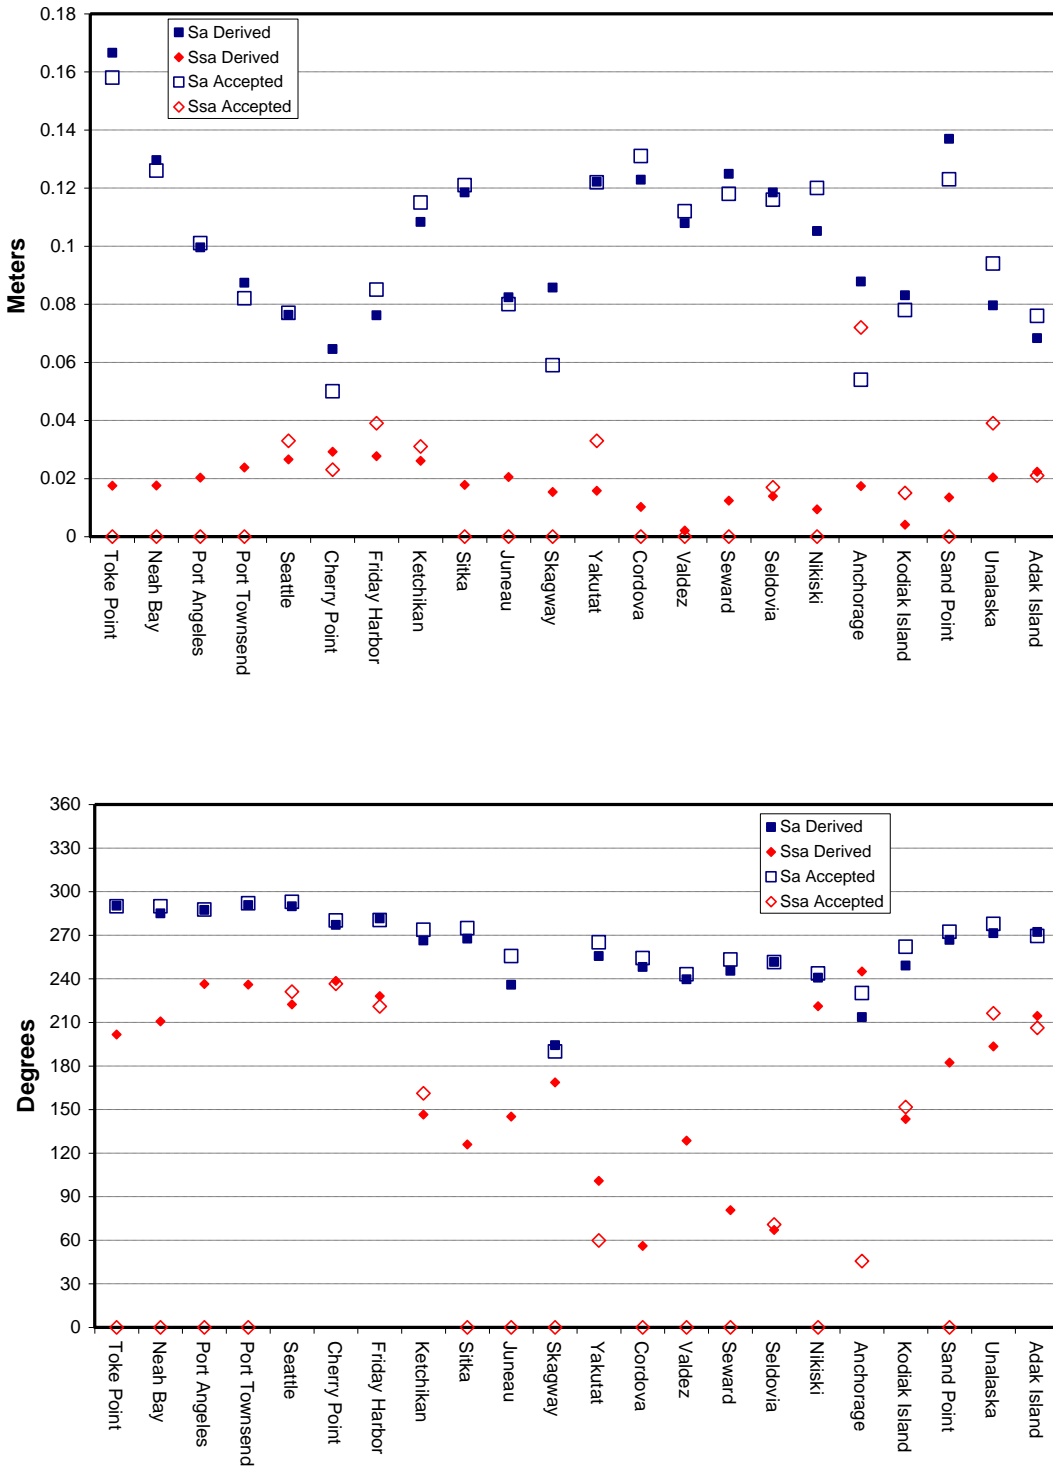 0.18
0.16
0.14
0.12
0.1
0.08
0.06
0.04
0.02
0
Meters
Sa Derived
Ssa Derived
Sa Accepted
Ssa Accepted
Toke Point
Neah Bay
Port Angeles
Port Townsend
Seattle
Cherry Point
Friday Harbor
Ketchikan
Sitka
Juneau
Skagway
Yakutat
Cordova
Valdez
Seward
Seldovia
Nikiski
Anchorage
Kodiak Island
Sand Point
Unalaska
Adak Island
360
330
300
270
240
210
180
150
120
90
60
30
0
Degrees
Sa Derived
Ssa Derived
Sa Accepted
Ssa Accepted
Toke Point
Neah Bay
Port Angeles
Port Townsend
Seattle
Cherry Point
Friday Harbor
Ketchikan
Sitka
Juneau
Skagway
Yakutat
Cordova
Valdez
Seward
Seldovia
Nikiski
Anchorage
Kodiak Island
Sand Point
Unalaska
Adak Island